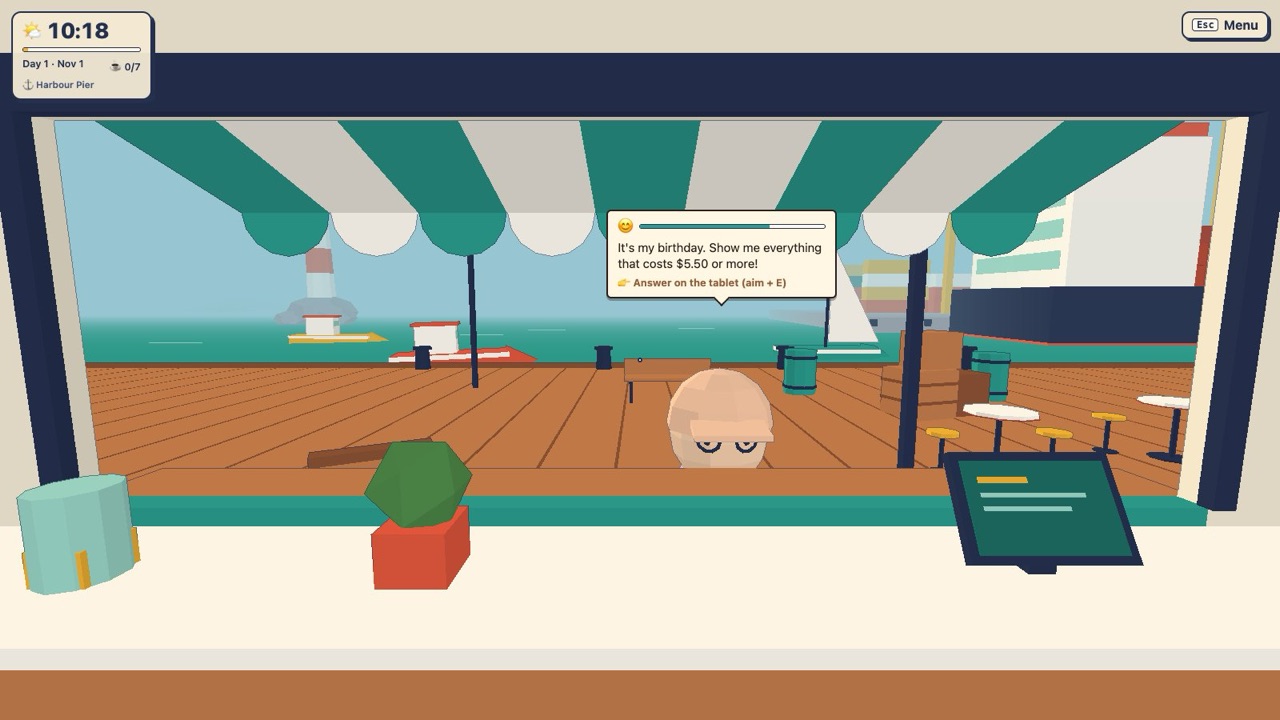 10:18
Day 1 · Nov 1
0/7
Harbour Pier
Esc Menu
It's my birthday. Show me everything
that costs $5.50 or more!
Answer on the tablet (aim + E)